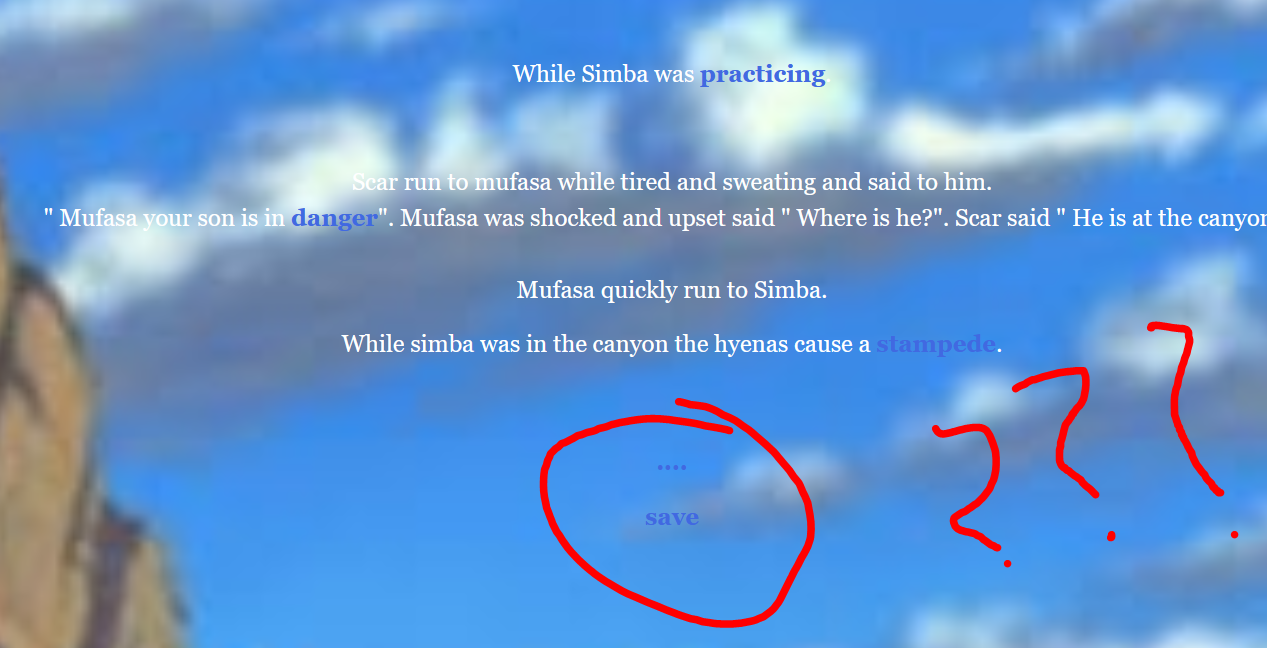 While Simba was practicing.
Scar run to mufasa while tired and sweating and said to him.
" Mufasa your son is in danger". Mufasa was shocked and upset said " Where is he?". Scar said " He is at the canyon
Mufasa quickly run to Simba.
While simba was in the canyon the hyenas cause a stampede.
....
save
???